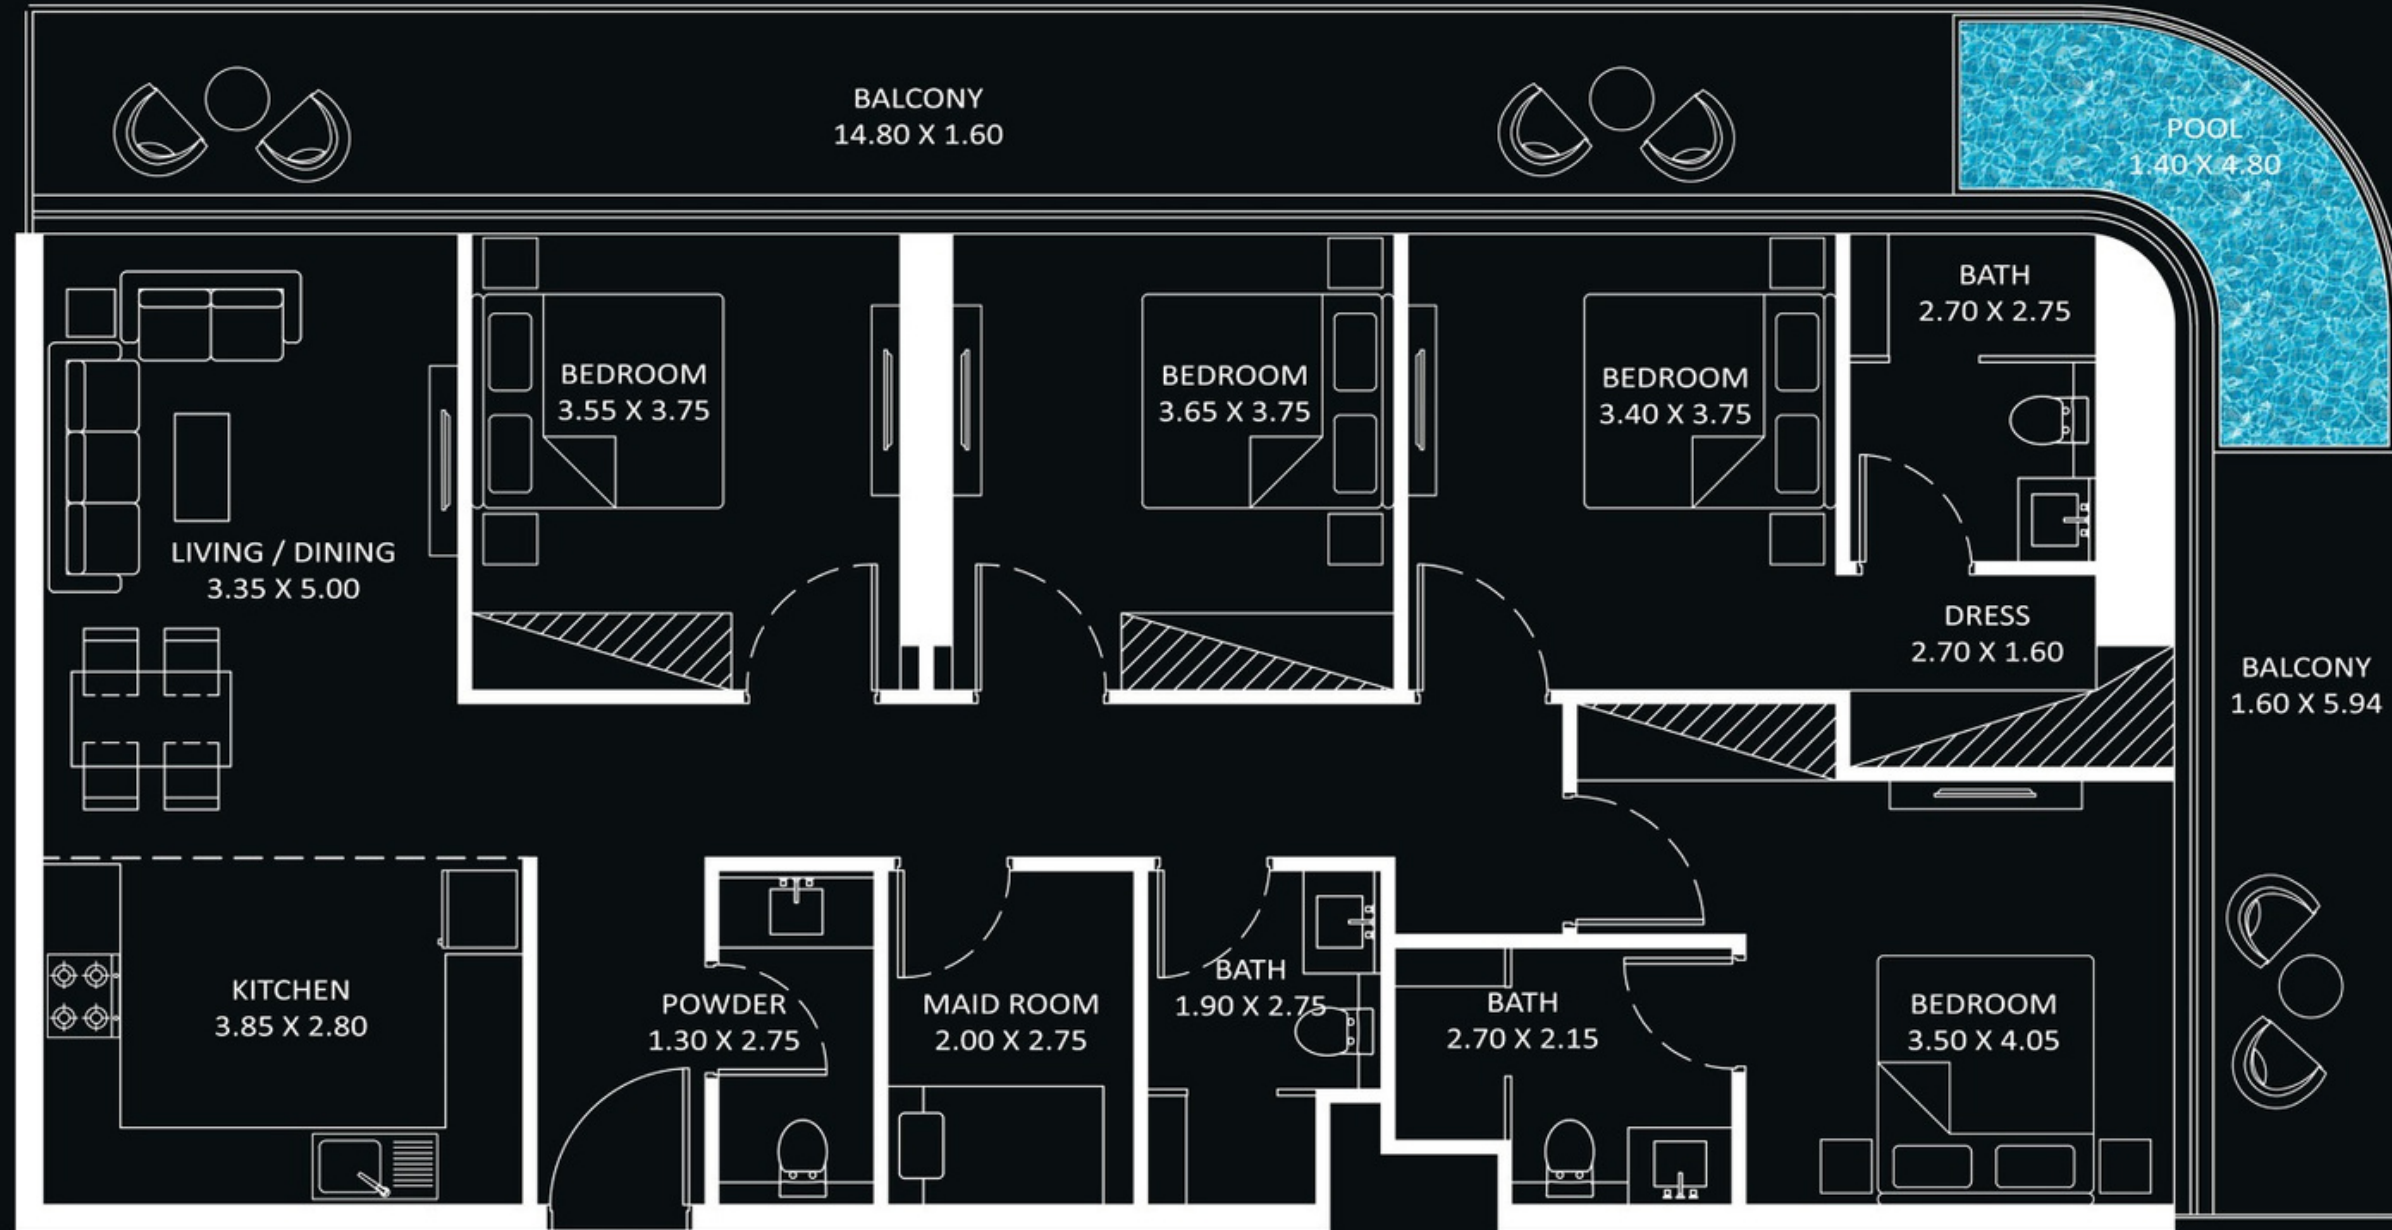 BALCONY
14.80 X 1.60
POOL
1.40 X 4.80
BATH
2.70 X 2.75
BEDROOM
3.55 X 3.75
BEDROOM
3.65 X 3.75
BEDROOM
3.40 X 3.75
LIVING / DINING
3.35 X 5.00
DRESS
2.70 X 1.60
BALCONY
1.60 X 5.94
KITCHEN
3.85 X 2.80
POWDER
1.30 X 2.75
MAID ROOM
2.00 X 2.75
BATH
1.90 X 2.75
BATH
2.70 X 2.15
BEDROOM
3.50 X 4.05